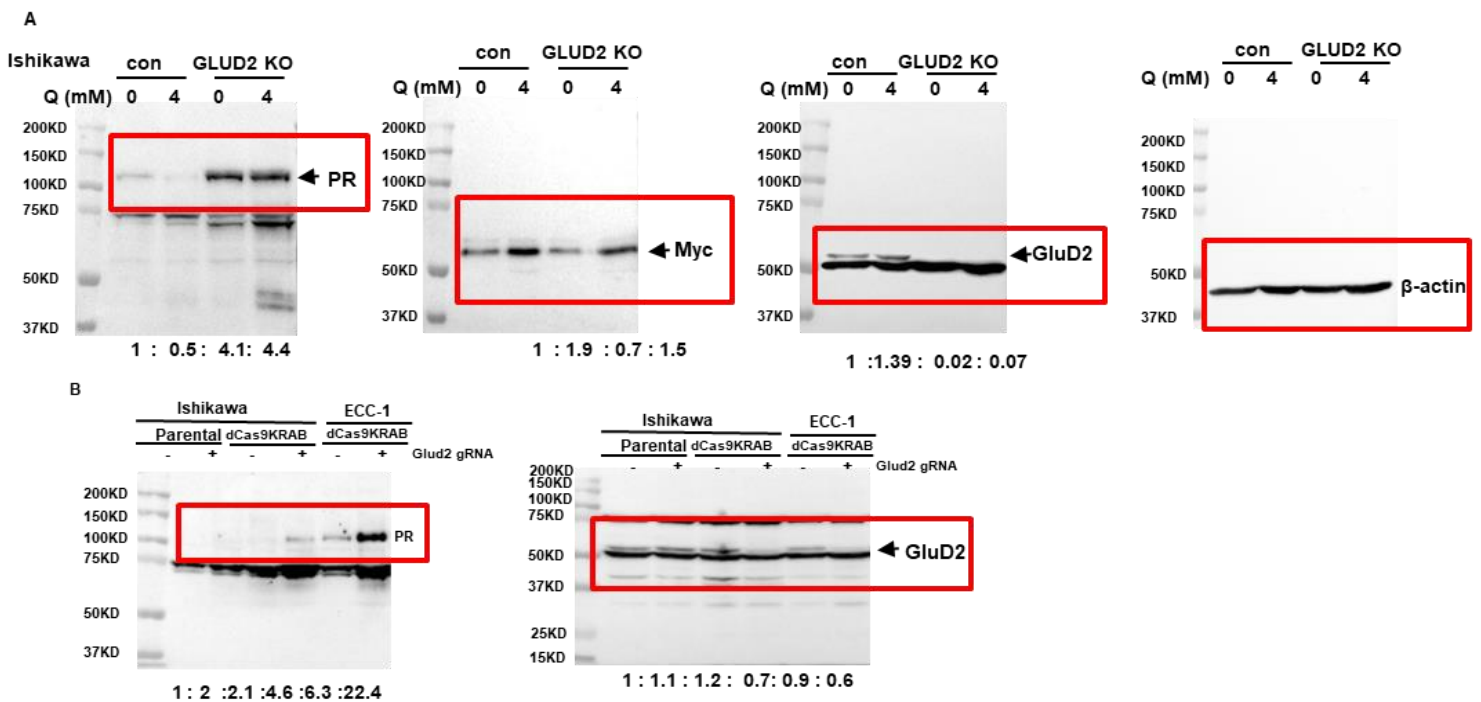 A
Ishikawa
con GLUD2 KO
Q (mM) 0 4 0 4
200KD
150KD
100KD
75KD
50KD
37KD
PR
1 : 0.5 : 4.1: 4.4
con GLUD2 KO
Q (mM) 0 4 0 4
200KD
150KD
100KD
75KD
50KD
37KD
Myc
1 : 1.9 : 0.7 : 1.5
con GLUD2 KO
Q (mM) 0 4 0 4
200KD
150KD
100KD
75KD
50KD
37KD
GluD2
1 :1.39 : 0.02 : 0.07
con GLUD2 KO
Q (mM) 0 4 0 4
200KD
150KD
100KD
75KD
50KD
37KD
β-actin
B
Ishikawa ECC-1
Parental dCas9KRAB dCas9KRAB
- + + - + Glud2 gRNA
200KD
150KD
100KD
75KD
50KD
37KD
PR
1 : 2 :2.1 :4.6 :6.3 :22.4
Ishikawa ECC-1
Parental dCas9KRAB dCas9KRAB
- + - + - + Glud2 gRNA
200KD
150KD
100KD
75KD
50KD
37KD
25KD
15KD
GluD2
1 : 1.1 : 1.2 : 0.7: 0.9 : 0.6